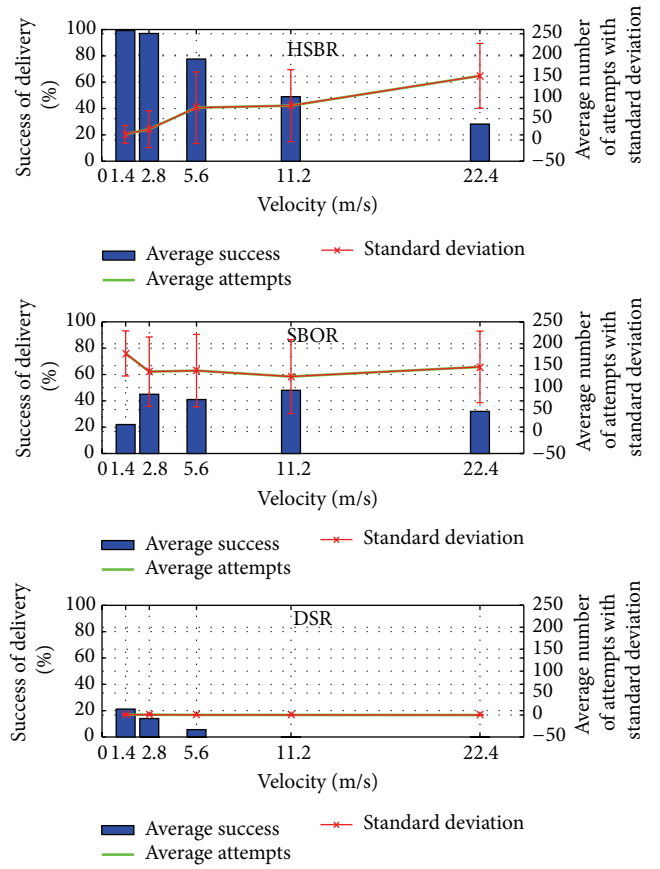 HSBR
Success of delivery
(%)
100
80
60
40
20
0
250
200
150
100
50
0
−50
Average number
of attempts with
standard deviation
0 1.4 2.8 5.6 11.2 22.4
Velocity (m/s)
Average success
Standard deviation
Average attempts
SBOR
Success of delivery
(%)
100
80
60
40
20
0
250
200
150
100
50
0
−50
Average number
of attempts with
standard deviation
0 1.4 2.8 5.6 11.2 22.4
Velocity (m/s)
Average success
Standard deviation
Average attempts
DSR
Success of delivery
(%)
100
80
60
40
20
0
250
200
150
100
50
0
−50
Average number
of attempts with
standard deviation
0 1.4 2.8 5.6 11.2 22.4
Velocity (m/s)
Average success
Standard deviation
Average attempts